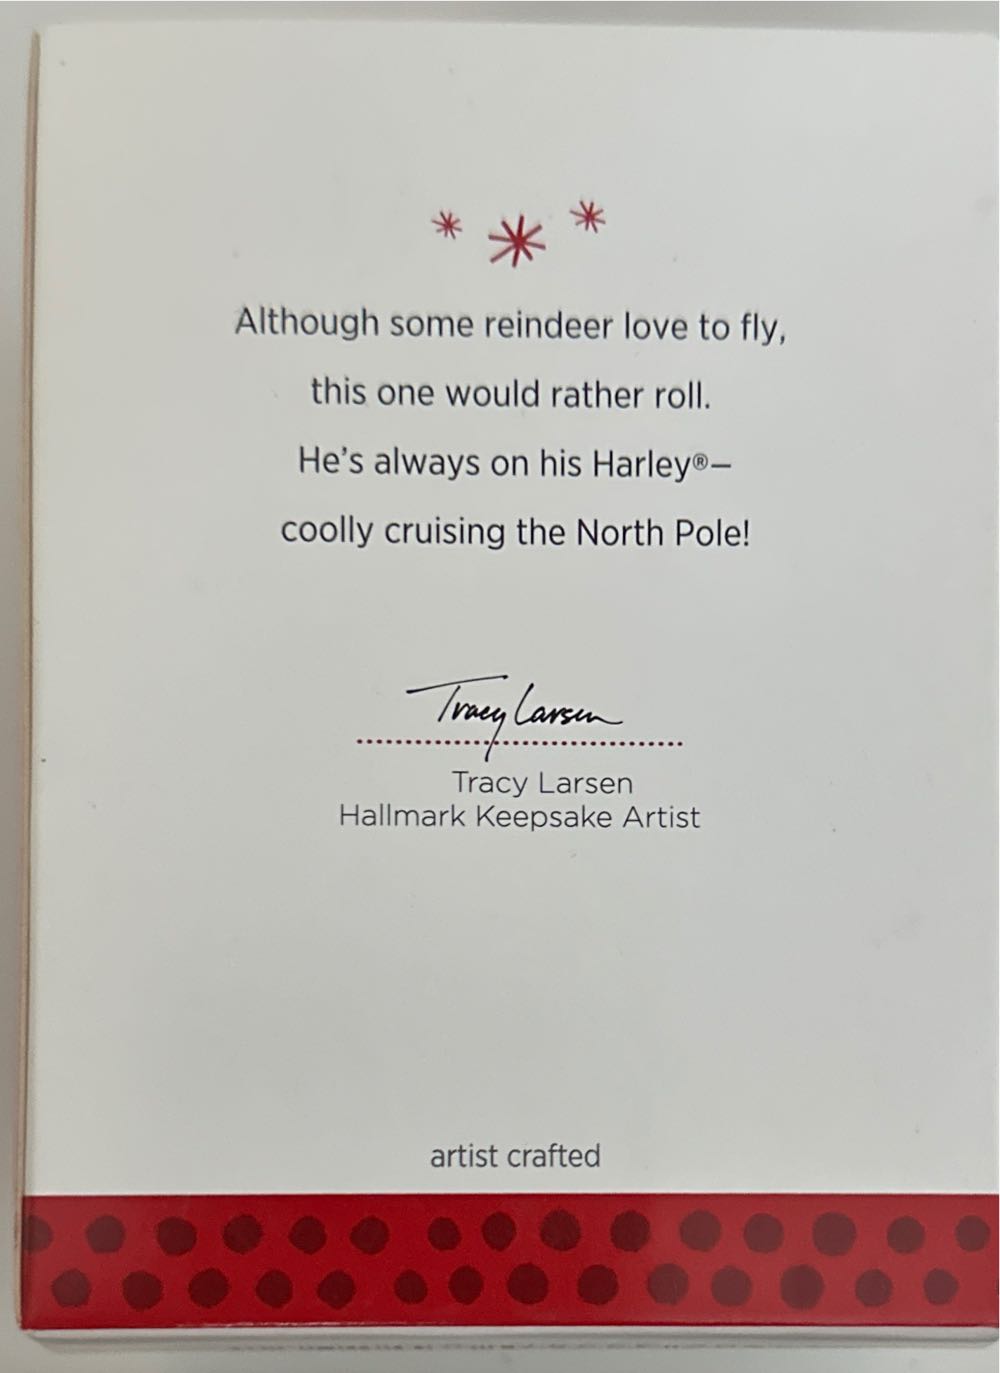 Although some reindeer love to fly,
this one would rather roll.
He's always on his Harley®–
coolly cruising the North Pole!
Tracy Larsen
Tracy Larsen
Hallmark Keepsake Artist
artist crafted